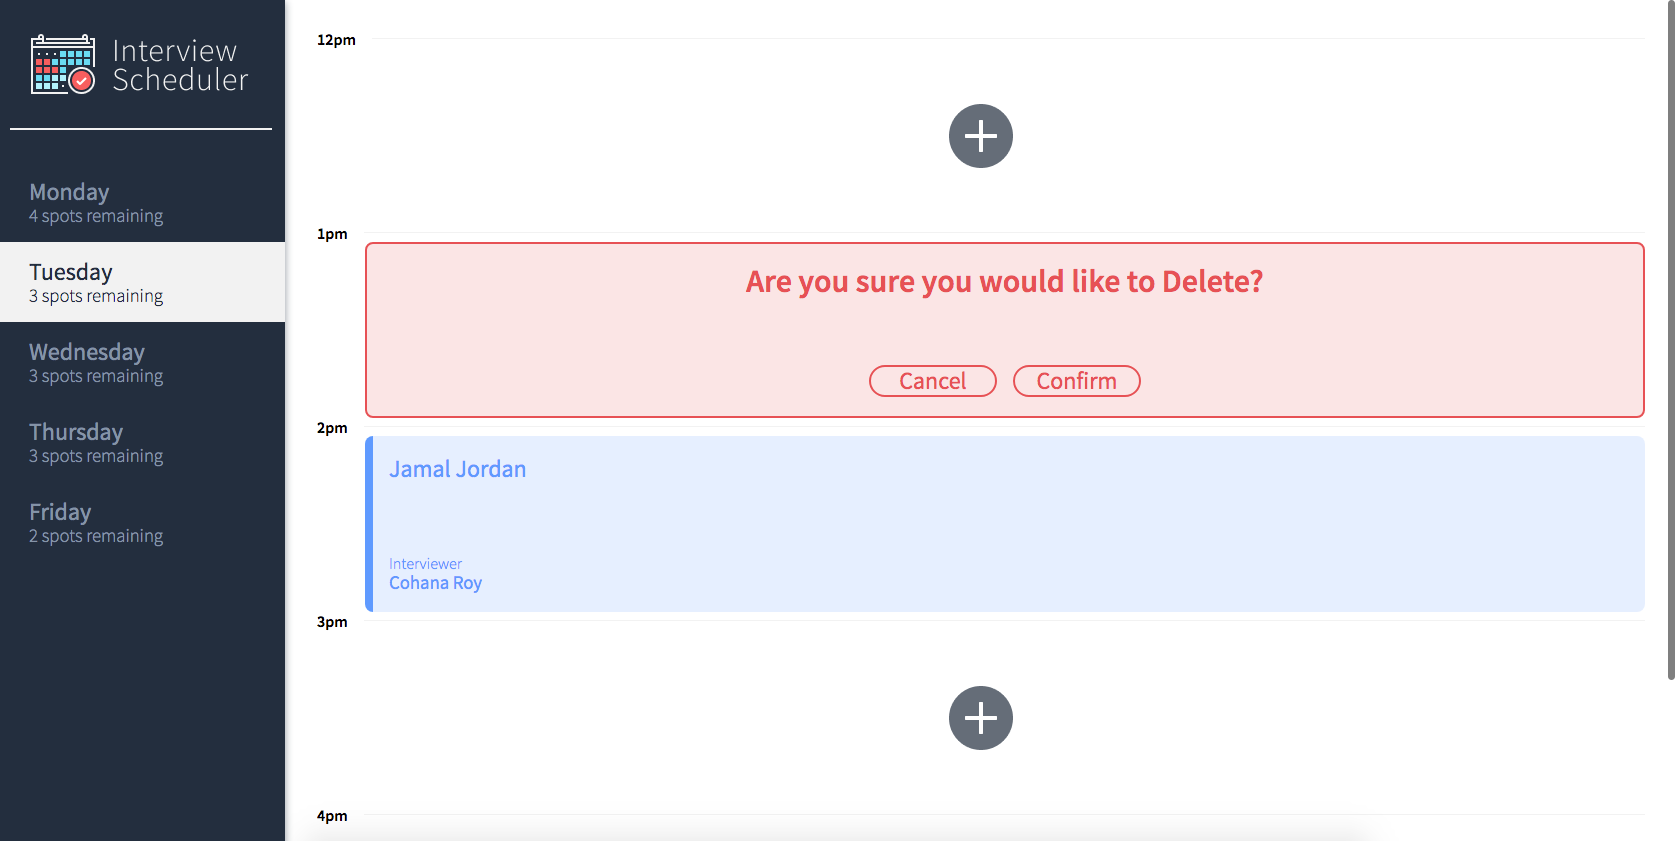 Interview
Scheduler
Monday
4 spots remaining
Tuesday
3 spots remaining
Wednesday
3 spots remaining
Thursday
3 spots remaining
Friday
2 spots remaining
12pm
1pm
Are you sure you would like to Delete?
Cancel Confirm
2pm
Jamal Jordan
Interviewer
Cohana Roy
3pm
4pm